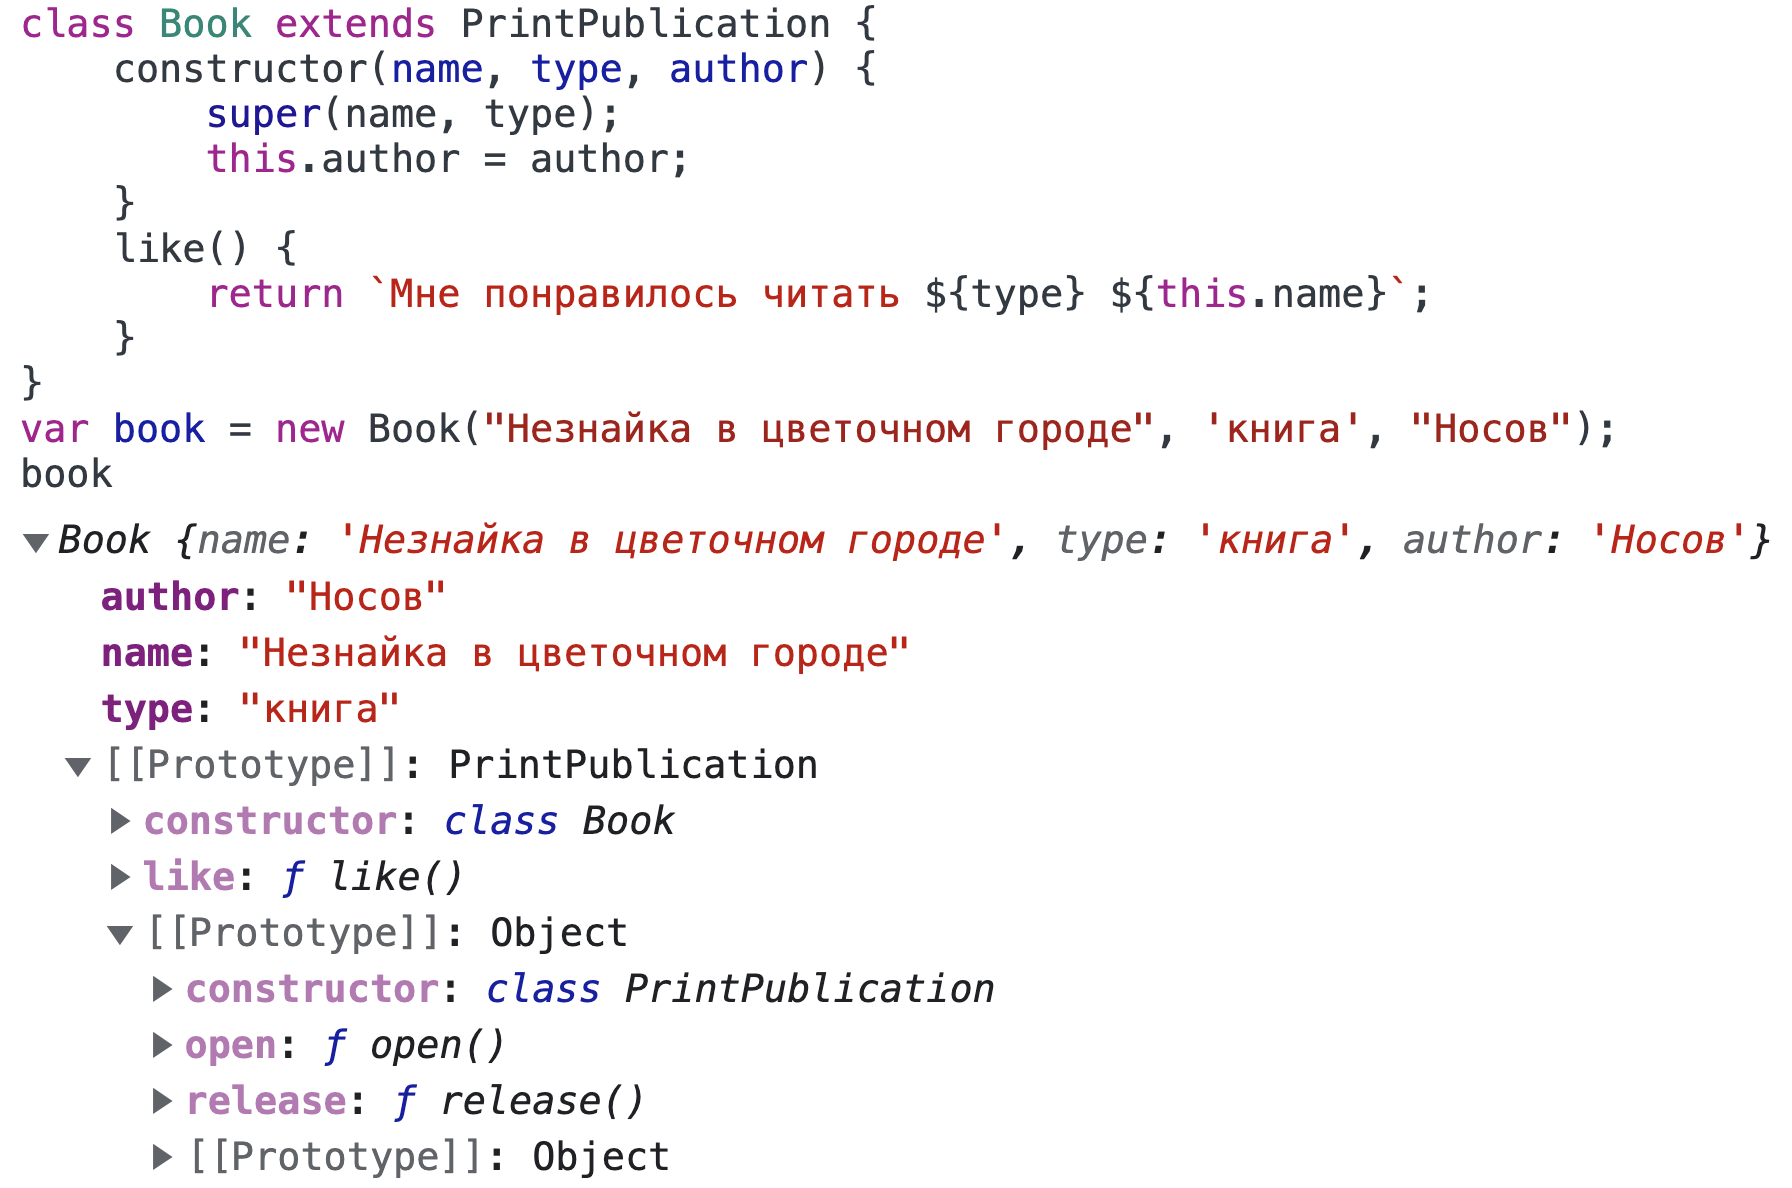 class Book extends PrintPublication {
    constructor(name, type, author) {
        super(name, type);
        this.author = author;
    }
    like() {
        return `Мне понравилось читать ${type} ${this.name}`;
    }
}
var book = new Book("Незнайка в цветочном городе", 'книга', "Носов");
book
▼Book {name: 'Незнайка в цветочном городе', type: 'книга', author: 'Носов'}
author: "Носов"
name: "Незнайка в цветочном городе"
type: "книга"
▼[[Prototype]]: PrintPublication
▶constructor: class Book
▶like: ƒ like()
▼[[Prototype]]: Object
▶constructor: class PrintPublication
▶open: ƒ open()
▶release: ƒ release()
▶[[Prototype]]: Object